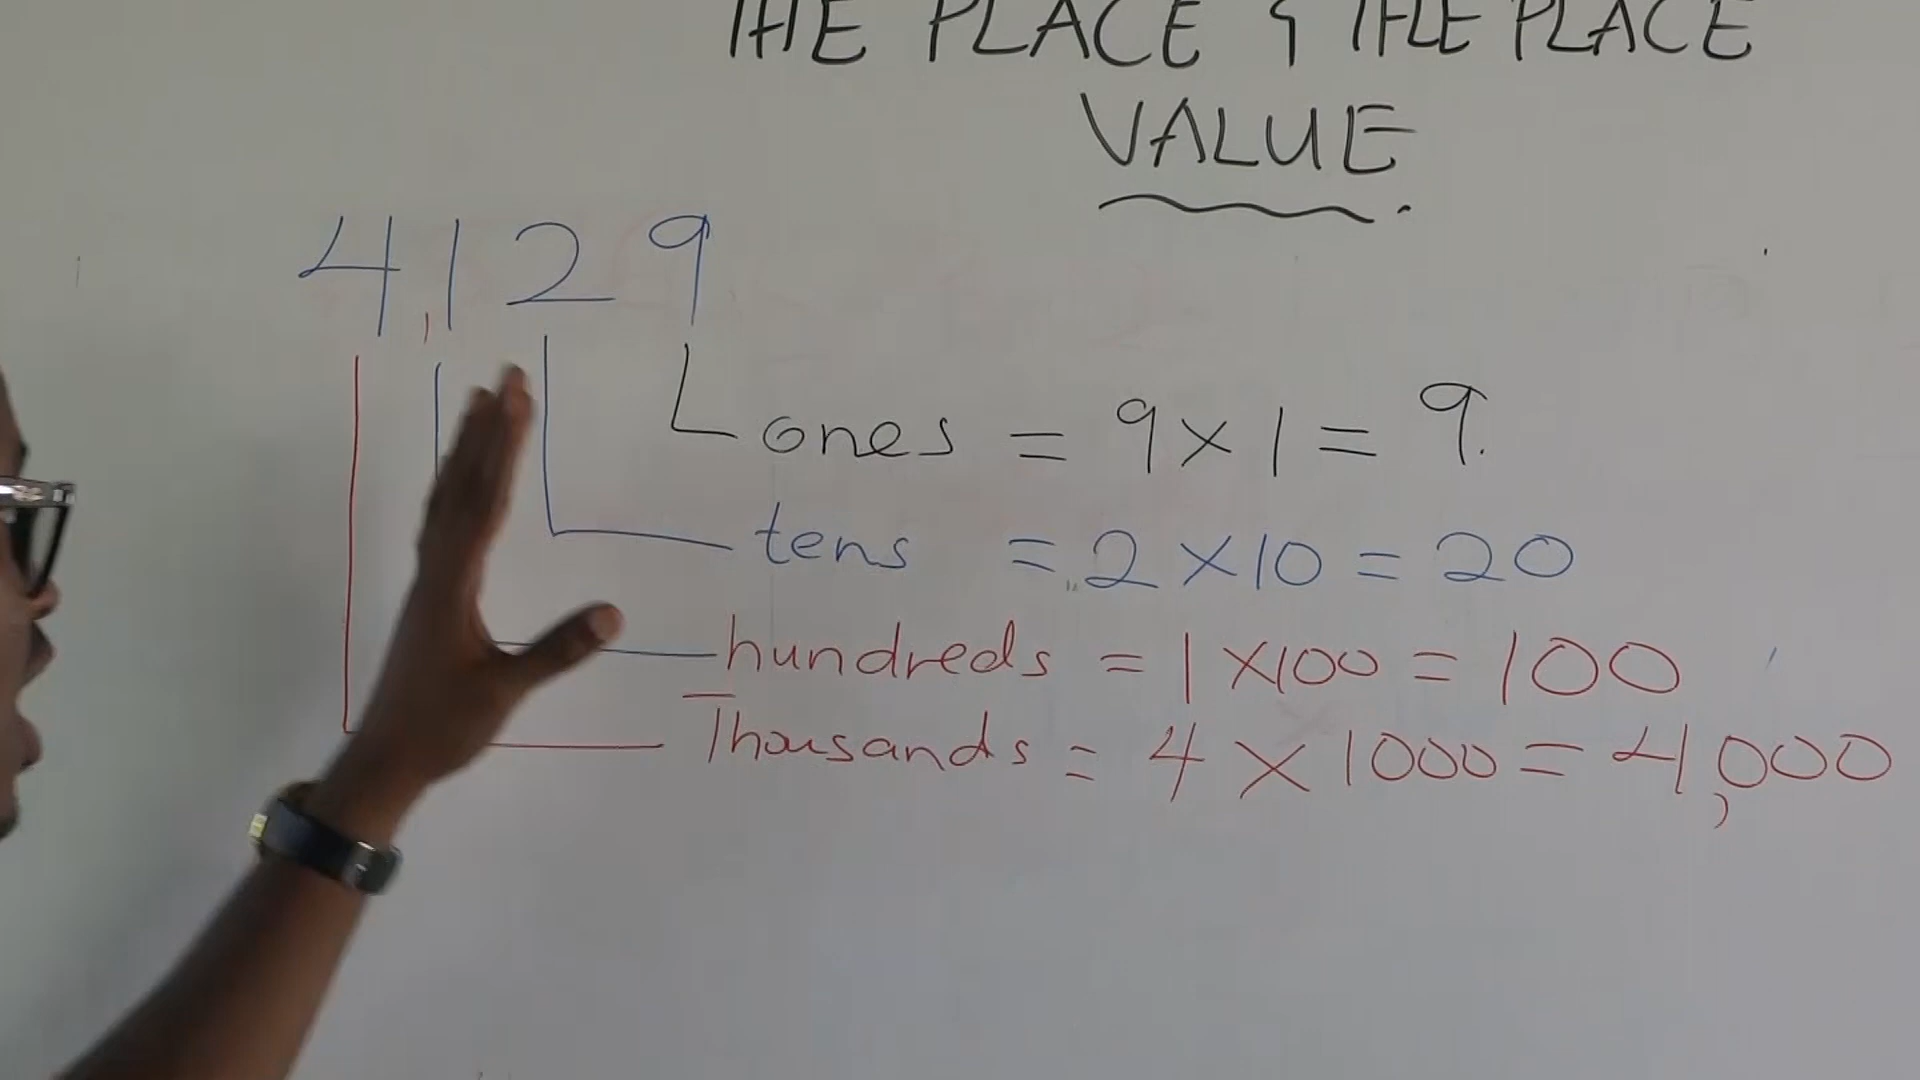 THE PLACE & THE PLACE
VALUE.
4,129
ones = 9 × 1 = 9.
tens = 2 × 10 = 20
hundreds = 1 × 100 = 100
Thousands = 4 × 1000 = 4,000